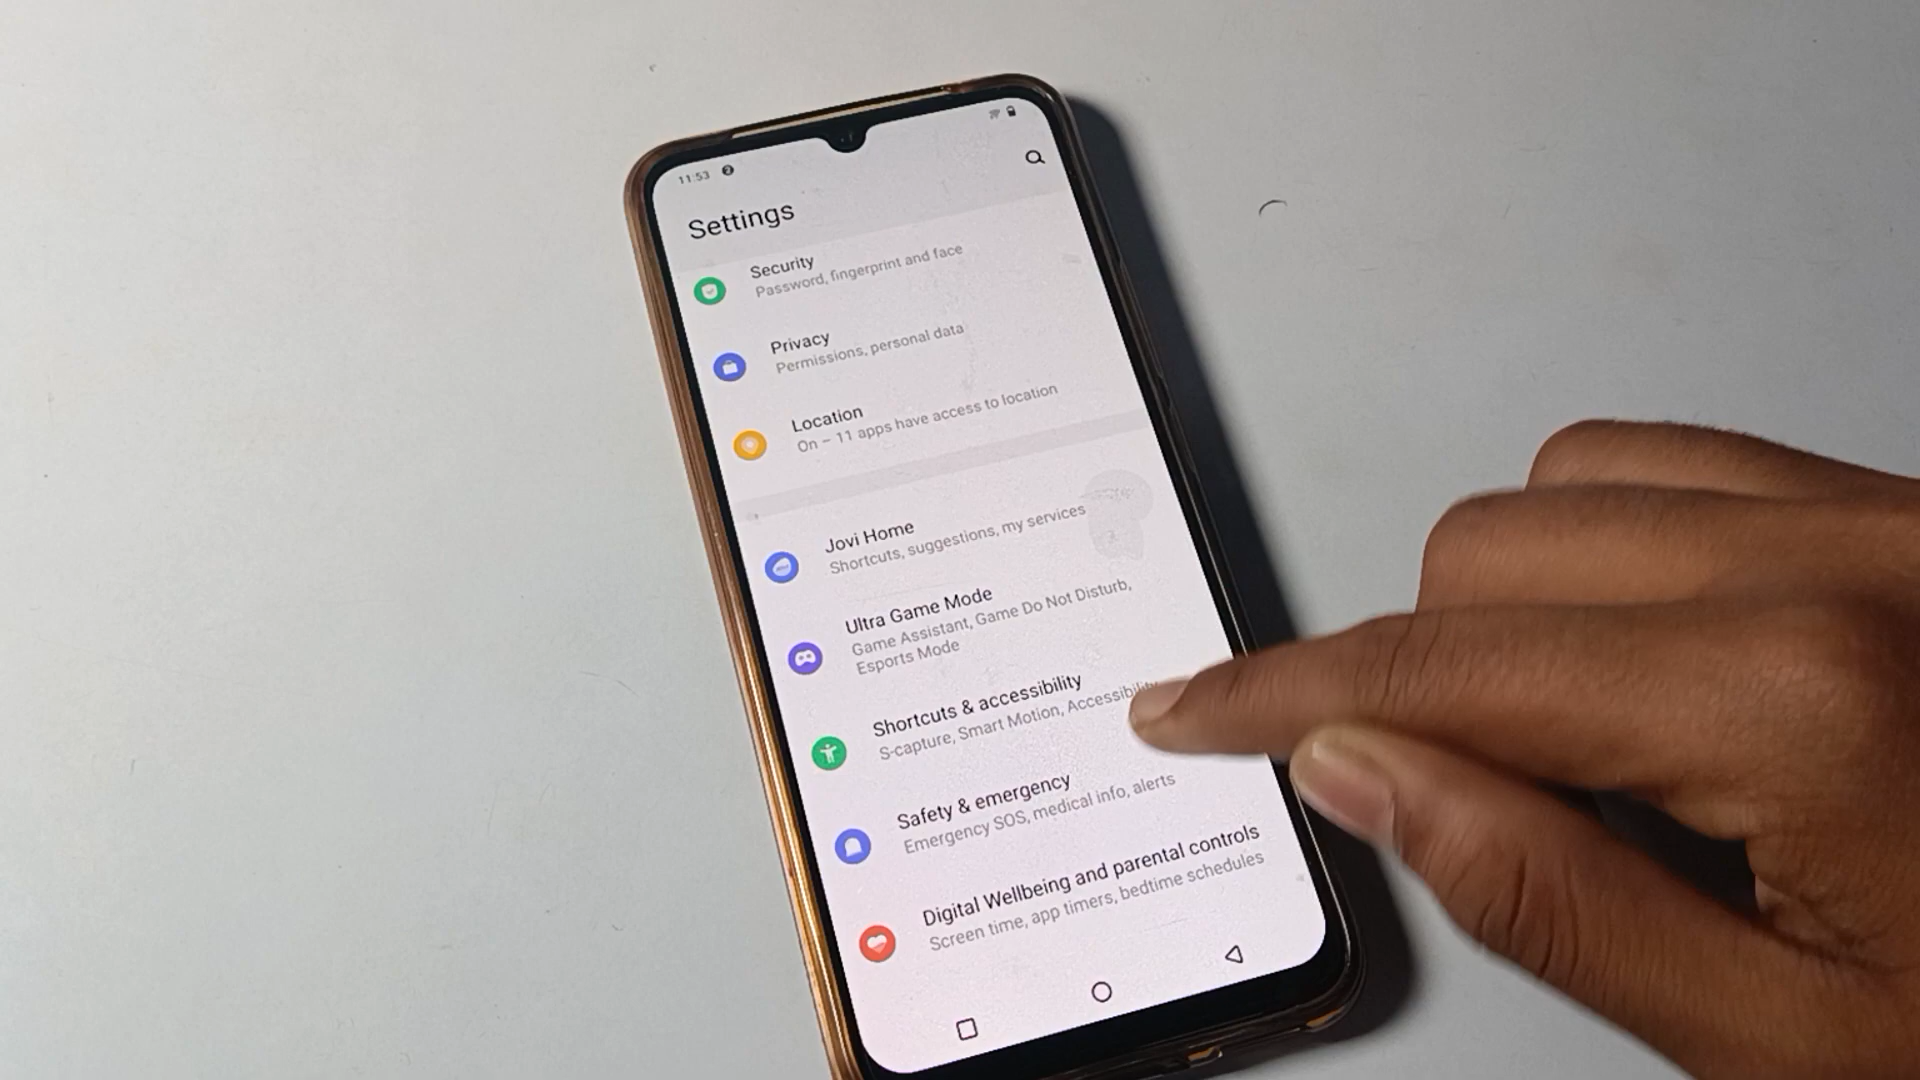 11:53
Settings
Security
Password, fingerprint and face
Privacy
Permissions, personal data
Location
On – 11 apps have access to location
Jovi Home
Shortcuts, suggestions, my services
Ultra Game Mode
Game Assistant, Game Do Not Disturb,
Esports Mode
Shortcuts & accessibility
S-capture, Smart Motion, Accessibility
Safety & emergency
Emergency SOS, medical info, alerts
Digital Wellbeing and parental controls
Screen time, app timers, bedtime schedules